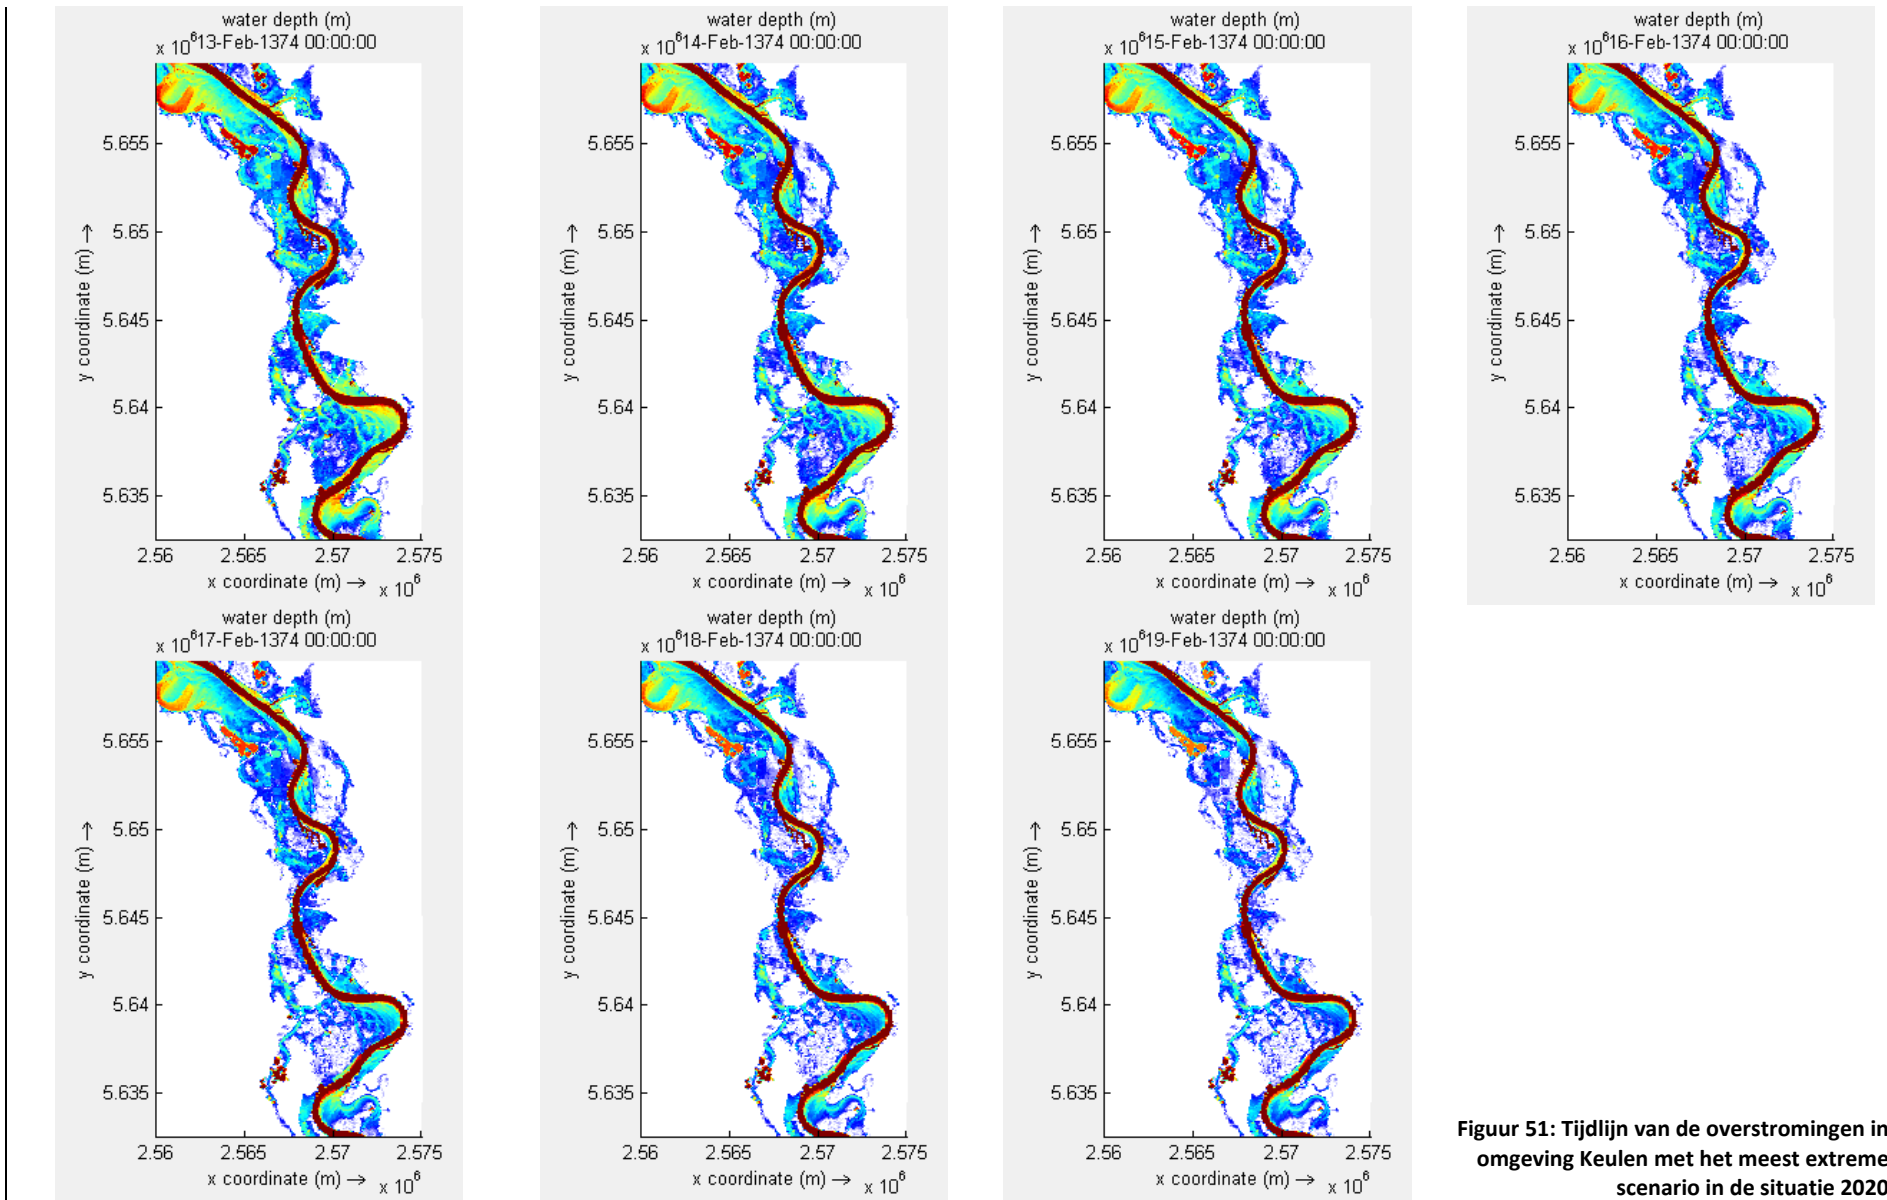 water depth (m)
x 10^6 13-Feb-1374 00:00:00
5.655
5.65
5.645
5.64
5.635
y coordinate (m) →
2.56 2.565 2.57 2.575
x coordinate (m) → x 10^6
water depth (m)
x 10^6 14-Feb-1374 00:00:00
5.655
5.65
5.645
5.64
5.635
y coordinate (m) →
2.56 2.565 2.57 2.575
x coordinate (m) → x 10^6
water depth (m)
x 10^6 15-Feb-1374 00:00:00
5.655
5.65
5.645
5.64
5.635
y coordinate (m) →
2.56 2.565 2.57 2.575
x coordinate (m) → x 10^6
water depth (m)
x 10^6 16-Feb-1374 00:00:00
5.655
5.65
5.645
5.64
5.635
y coordinate (m) →
2.56 2.565 2.57 2.575
x coordinate (m) → x 10^6
water depth (m)
x 10^6 17-Feb-1374 00:00:00
5.655
5.65
5.645
5.64
5.635
y coordinate (m) →
2.56 2.565 2.57 2.575
x coordinate (m) → x 10^6
water depth (m)
x 10^6 18-Feb-1374 00:00:00
5.655
5.65
5.645
5.64
5.635
y coordinate (m) →
2.56 2.565 2.57 2.575
x coordinate (m) → x 10^6
water depth (m)
x 10^6 19-Feb-1374 00:00:00
5.655
5.65
5.645
5.64
5.635
y coordinate (m) →
2.56 2.565 2.57 2.575
x coordinate (m) → x 10^6
Figuur 51: Tijdlijn van de overstromingen in
omgeving Keulen met het meest extreme
scenario in de situatie 2020